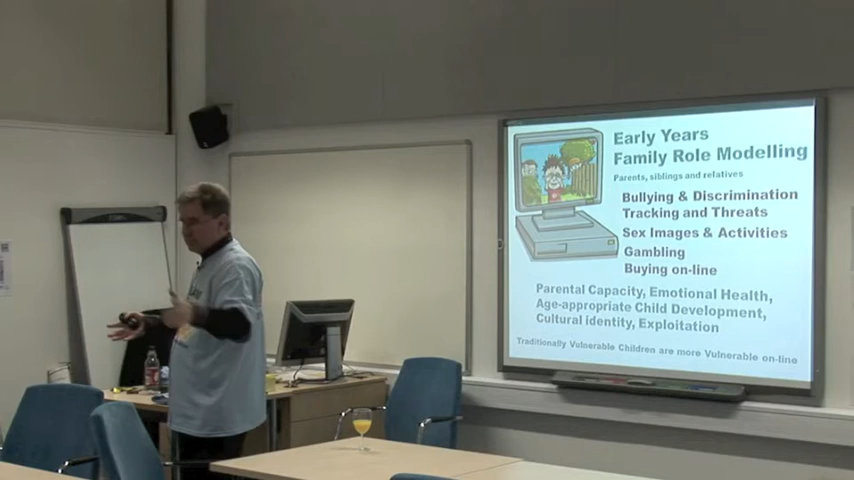 Early Years
Family Role Modelling
Parents, siblings and relatives
Bullying & Discrimination
Tracking and Threats
Sex Images & Activities
Gambling
Buying on-line
Parental Capacity, Emotional Health,
Age-appropriate Child Development,
Cultural identity, Exploitation
Traditionally Vulnerable Children are more Vulnerable on-line